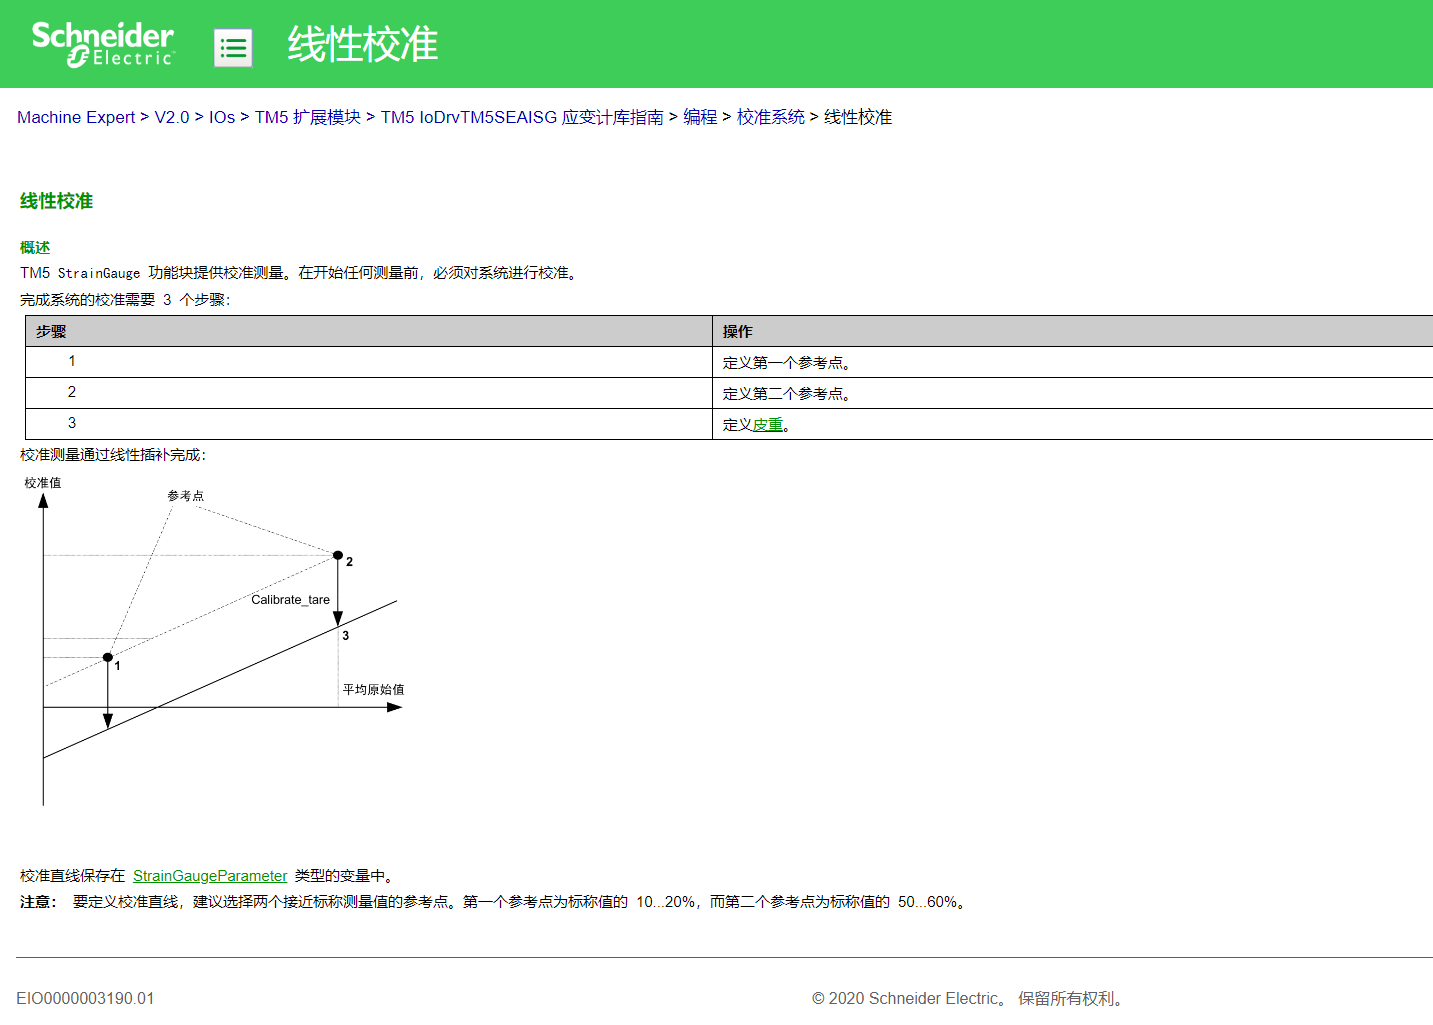 Schneider
Electric
线性校准
Machine Expert > V2.0 > IOs > TM5 扩展模块 > TM5 IoDrvTM5SEAISG 应变计库指南 > 编程 > 校准系统 > 线性校准
线性校准
概述
TM5 StrainGauge 功能块提供校准测量。在开始任何测量前，必须对系统进行校准。
完成系统的校准需要 3 个步骤：
步骤 操作
1 定义第一个参考点。
2 定义第二个参考点。
3 定义皮重。
校准测量通过线性插补完成：
校准值
参考点
2
Calibrate_tare
3
1
平均原始值
校准直线保存在 StrainGaugeParameter 类型的变量中。
注意： 要定义校准直线，建议选择两个接近标称测量值的参考点。第一个参考点为标称值的 10...20%，而第二个参考点为标称值的 50...60%。
EIO0000003190.01
© 2020 Schneider Electric。 保留所有权利。